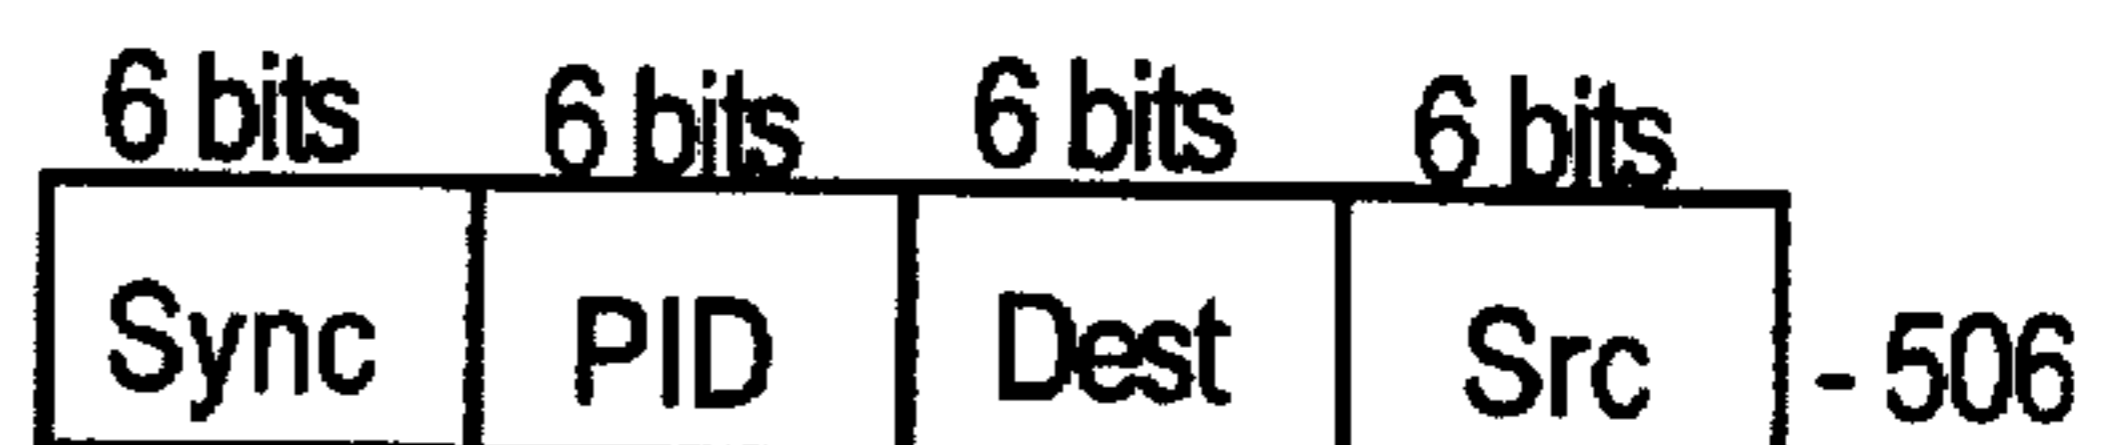 6 bits 6 bits 6 bits 6 bits
Sync PID Dest Src - 506